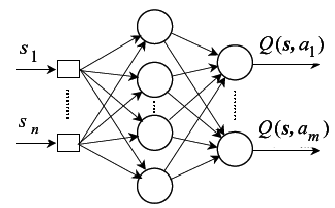 s1
Q(s, a1)
sn
Q(s, am)